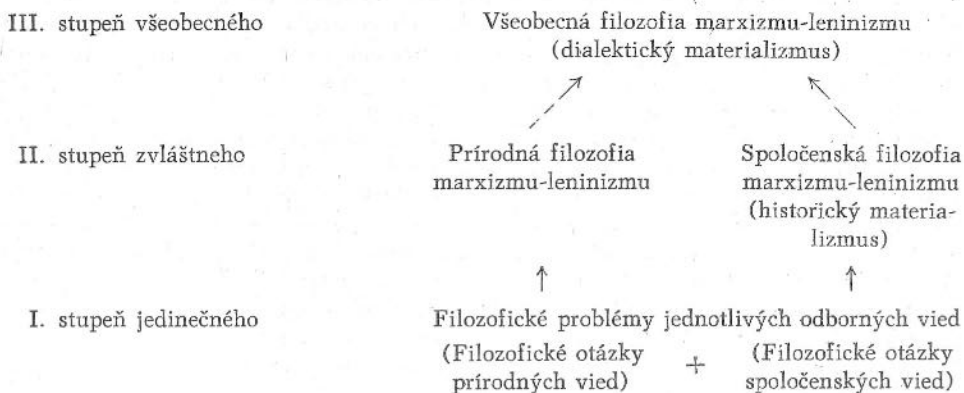 III. stupeň všeobecného
Všeobecná filozofia marxizmu-leninizmu
(dialektický materializmus)
II. stupeň zvláštneho
Prírodná filozofia
marxizmu-leninizmu
Spoločenská filozofia
marxizmu-leninizmu
(historický materia-
lizmus)
I. stupeň jedinečného
Filozofické problémy jednotlivých odborných vied
(Filozofické otázky
prírodných vied)
+
(Filozofické otázky
spoločenských vied)